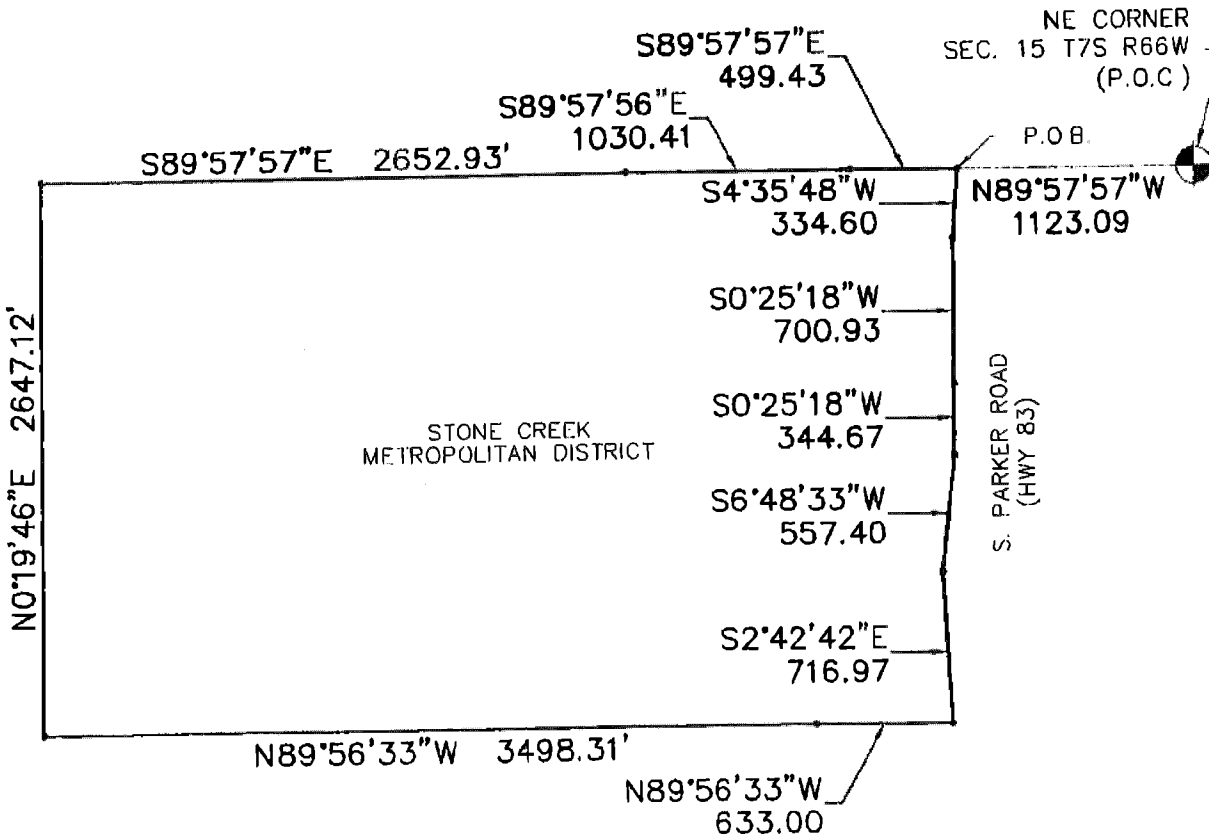 NE CORNER
SEC. 15 T7S R66W
(P.O.C )
S89°57'57"E
499.43
S89°57'56"E
1030.41
P.O B.
S89°57'57"E 2652.93'
S4°35'48"W
334.60
N89°57'57"W
1123.09
S0°25'18"W
700.93
N0°19'46"E 2647.12'
S. PARKER ROAD
(HWY 83)
S0°25'18"W
344.67
STONE CREEK
METROPOLITAN DISTRICT
S6°48'33"W
557.40
S2°42'42"E
716.97
N89°56'33"W 3498.31'
N89°56'33"W
633.00